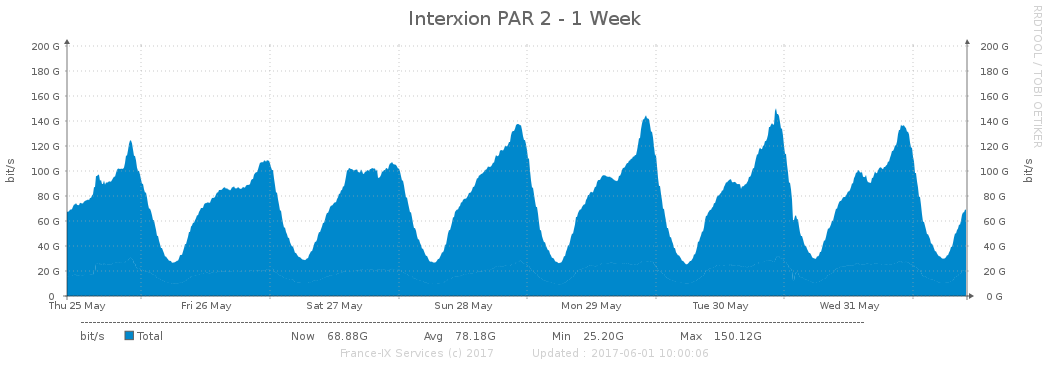 Interxion PAR 2 - 1 Week
RRDTOOL / TOBI OETIKER
200 G 200 G
180 G 180 G
160 G 160 G
140 G 140 G
120 G 120 G
100 G 100 G
80 G 80 G
60 G 60 G
40 G 40 G
20 G 20 G
0 0 G
bit/s
bit/s
Thu 25 May Fri 26 May Sat 27 May Sun 28 May Mon 29 May Tue 30 May Wed 31 May
bit/s Total Now 68.88G Avg 78.18G Min 25.20G Max 150.12G
France-IX Services (c) 2017 Updated : 2017-06-01 10:00:06